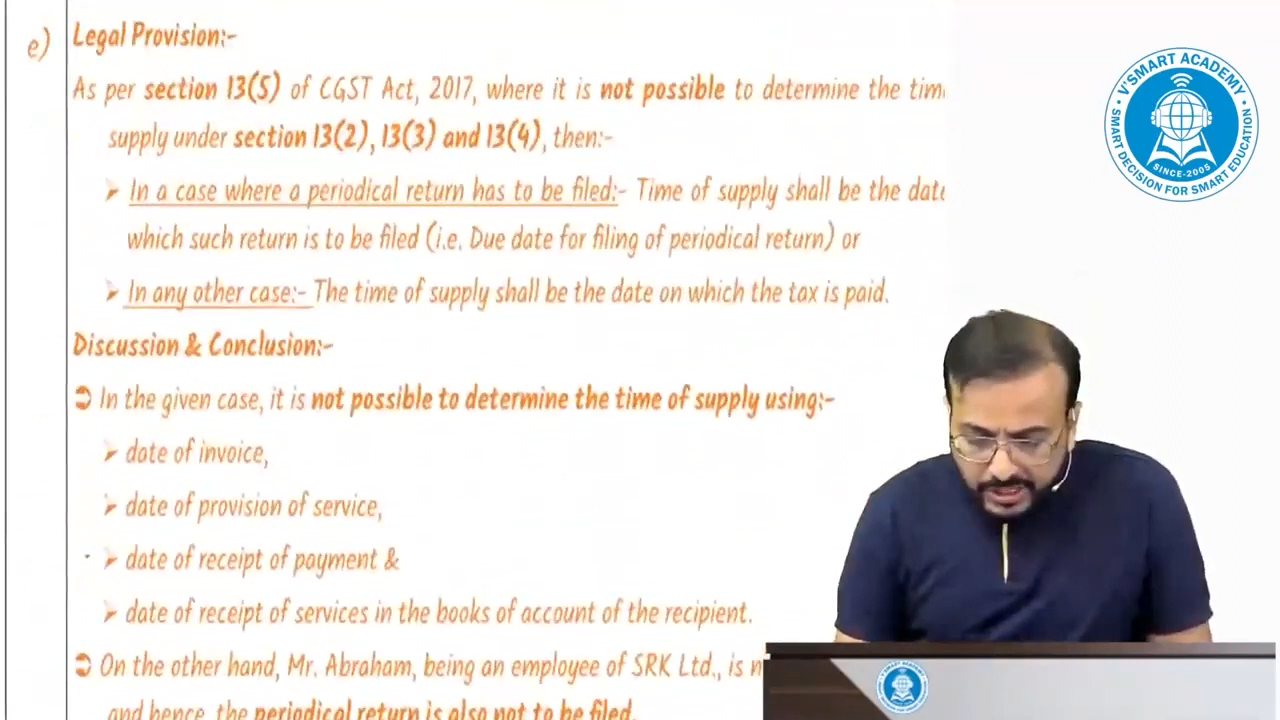 e) Legal Provision:-
As per section 13(5) of CGST Act, 2017, where it is not possible to determine the
supply under section 13(2), 13(3) and 13(4), then:-
➢ In a case where a periodical return has to be filed:- Time of supply shall be the date
which such return is to be filed (i.e. Due date for filing of periodical return) or
➢ In any other case:- The time of supply shall be the date on which the tax is paid.
Discussion & Conclusion:-
➲ In the given case, it is not possible to determine the time of supply using:-
➢ date of invoice,
➢ date of provision of service,
➢ date of receipt of payment &
➢ date of receipt of services in the books of account of the recipient.
➲ On the other hand, Mr. Abraham, being an employee of SRK Ltd., is
and hence, the periodical return is also not to be filed.
V'SMART ACADEMY
SINCE-2005
SMART DECISION FOR SMART EDUCATION